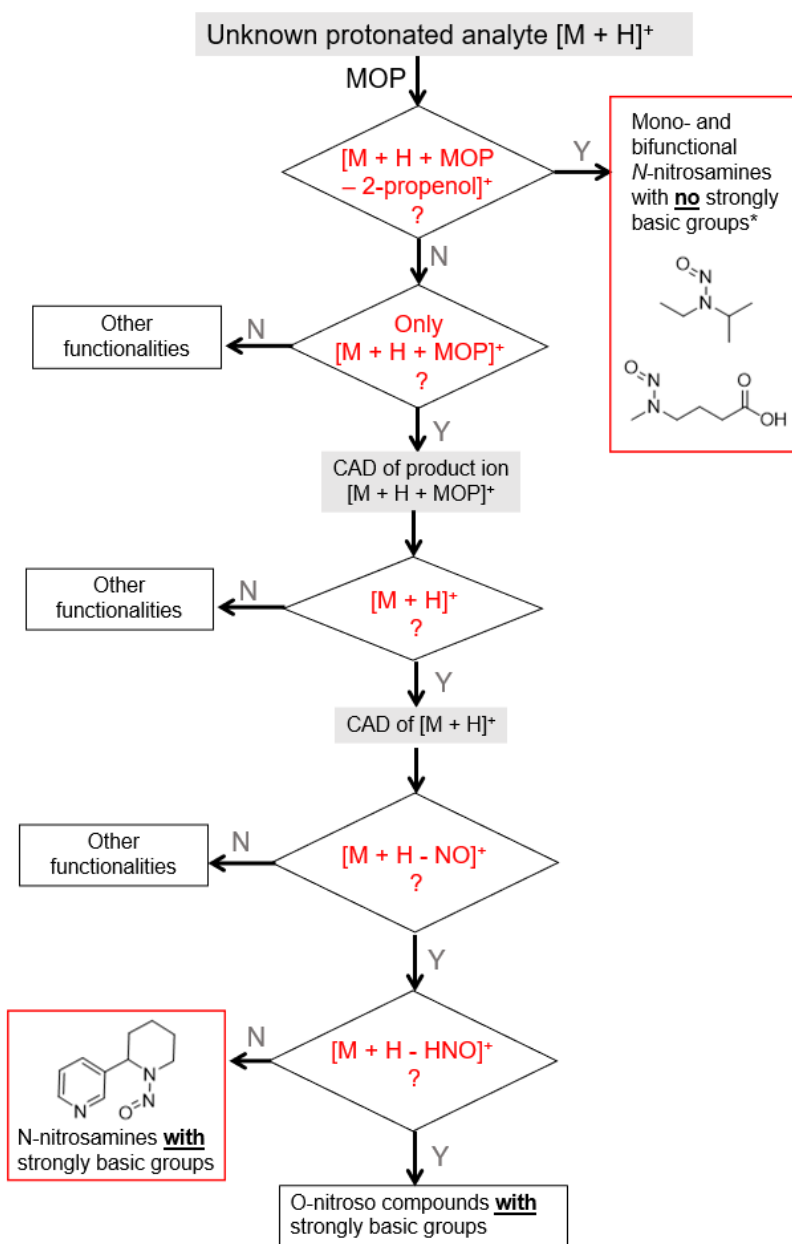 Unknown protonated analyte [M + H]⁺
MOP
[M + H + MOP
– 2-propenol]⁺
?
Y
Mono- and
bifunctional
N-nitrosamines
with no strongly
basic groups*
O
N
N
O
N
N
O
OH
N
Only
[M + H + MOP]⁺
?
N
Other
functionalities
Y
CAD of product ion
[M + H + MOP]⁺
[M + H]⁺
?
N
Other
functionalities
Y
CAD of [M + H]⁺
[M + H - NO]⁺
?
N
Other
functionalities
Y
[M + H - HNO]⁺
?
N
N
N
O
N
N-nitrosamines with
strongly basic groups
Y
O-nitroso compounds with
strongly basic groups